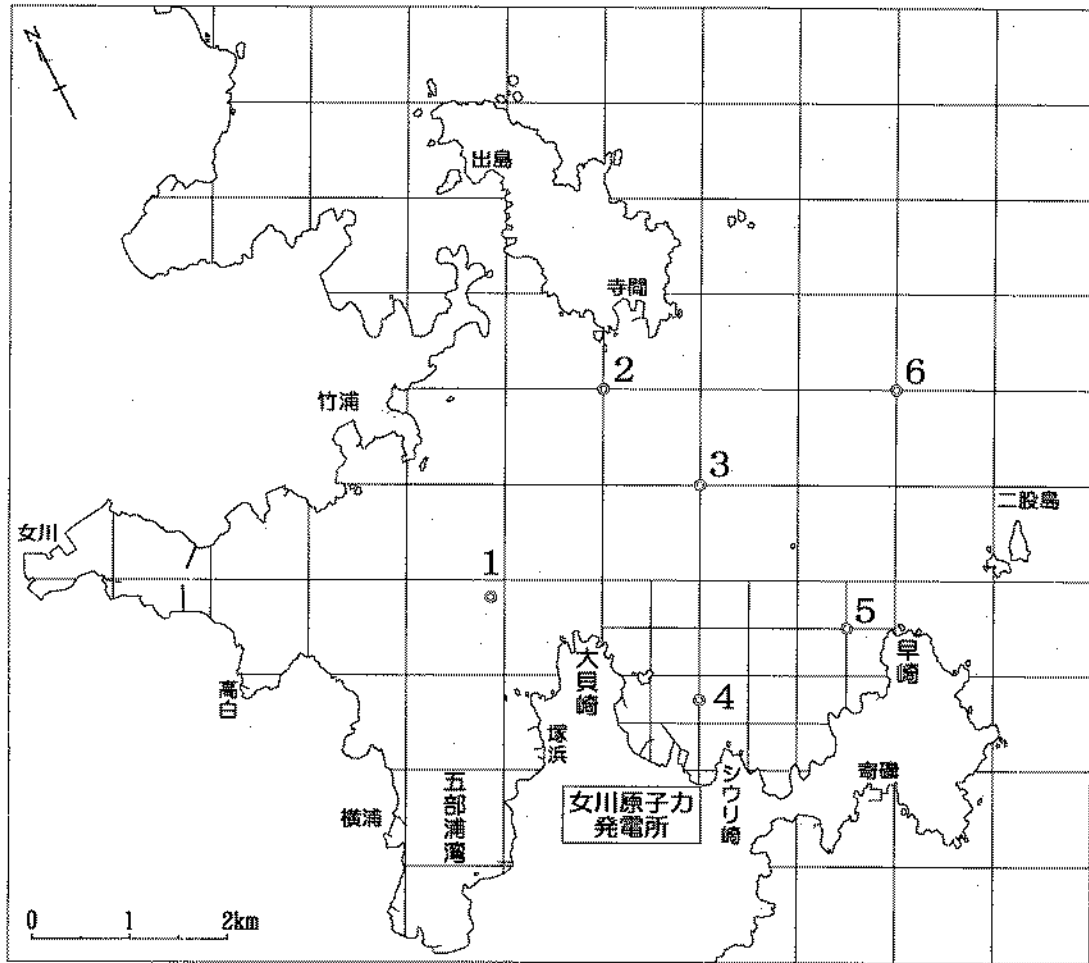 N
出島
寺間
2
6
竹浦
3
二股島
女川
1
5
大貝崎
早崎
高白
4
塚浜
寄磯
五部浦湾
女川原子力
発電所
シウリ崎
横浦
0 1 2km